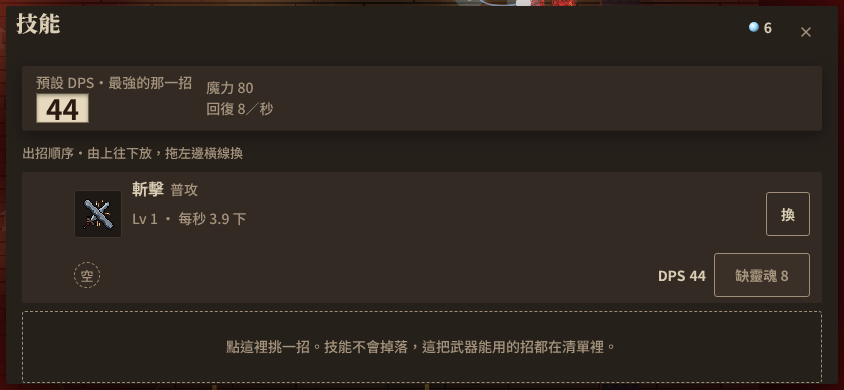 技能
6
×
預設 DPS・最強的那一招
44
魔力 80
回復 8／秒
出招順序・由上往下放，拖左邊橫線換
斬擊 普攻
Lv 1 ・ 每秒 3.9 下
換
空
DPS 44
缺靈魂 8
點這裡挑一招。技能不會掉落，這把武器能用的招都在清單裡。